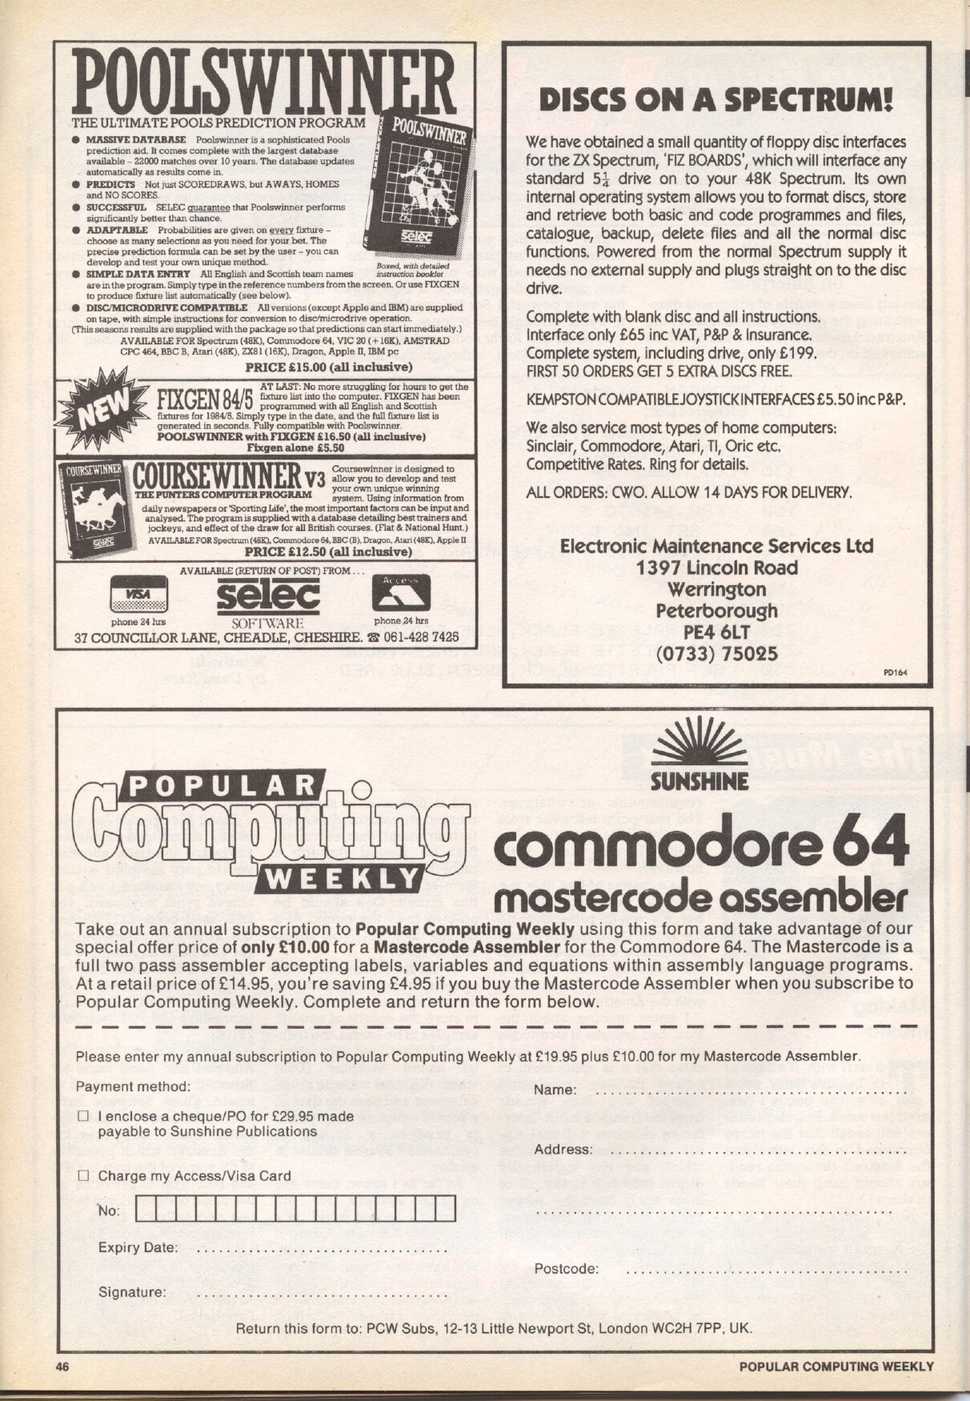 POOLSWINNER
THE ULTIMATE POOLS PREDICTION PROGRAM
● MASSIVE DATABASE Poolswinner is a sophisticated Pools
prediction aid. It comes complete with the largest database
available – 22000 matches over 10 years. The database updates
automatically as results come in.
● PREDICTS Not just SCOREDRAWS, but AWAYS, HOMES
and NO SCORES.
● SUCCESSFUL SELEC guarantee that Poolswinner performs
significantly better than chance.
● ADAPTABLE Probabilities are given on every fixture –
choose as many selections as you need for your bet. The
precise prediction formula can be set by the user – you can
develop and test your own unique method.
● SIMPLE DATA ENTRY All English and Scottish team names
are in the program. Simply type in the reference numbers from the screen. Or use FIXGEN
to produce fixture list automatically (see below).
● DISC/MICRODRIVE COMPATIBLE All versions (except Apple and IBM) are supplied
on tape, with simple instructions for conversion to disc/microdrive operation.
(This seasons results are supplied with the package so that predictions can start immediately.)
AVAILABLE FOR Spectrum (48K), Commodore 64, VIC 20 (+16K), AMSTRAD
CPC 464, BBC B, Atari (48K), ZX81 (16K), Dragon, Apple II, IBM pc
PRICE £15.00 (all inclusive)
POOLSWINNER
selec
Boxed, with detailed
instruction booklet
NEW
FIXGEN 84/5
AT LAST: No more struggling for hours to get the
fixture list into the computer. FIXGEN has been
programmed with all English and Scottish
fixtures for 1984/5. Simply type in the date, and the full fixture list is
generated in seconds. Fully compatible with Poolswinner.
POOLSWINNER with FIXGEN £16.50 (all inclusive)
Fixgen alone £5.50
COURSEWINNER
selec
COURSEWINNER V3
THE PUNTERS COMPUTER PROGRAM
Coursewinner is designed to
allow you to develop and test
your own unique winning
system. Using information from
daily newspapers or 'Sporting Life', the most important factors can be input and
analysed. The program is supplied with a database detailing best trainers and
jockeys, and effect of the draw for all British courses. (Flat & National Hunt.)
AVAILABLE FOR Spectrum (48K), Commodore 64, BBC (B), Dragon, Atari (48K), Apple II
PRICE £12.50 (all inclusive)
AVAILABLE (RETURN OF POST) FROM . . .
VISA
phone 24 hrs
selec
SOFTWARE
Access
phone 24 hrs
37 COUNCILLOR LANE, CHEADLE, CHESHIRE. ☎ 061-428 7425
DISCS ON A SPECTRUM!
We have obtained a small quantity of floppy disc interfaces
for the ZX Spectrum, 'FIZ BOARDS', which will interface any
standard 5¼ drive on to your 48K Spectrum. Its own
internal operating system allows you to format discs, store
and retrieve both basic and code programmes and files,
catalogue, backup, delete files and all the normal disc
functions. Powered from the normal Spectrum supply it
needs no external supply and plugs straight on to the disc
drive.
Complete with blank disc and all instructions.
Interface only £65 inc VAT, P&P & Insurance.
Complete system, including drive, only £199.
FIRST 50 ORDERS GET 5 EXTRA DISCS FREE.
KEMPSTON COMPATIBLE JOYSTICK INTERFACES £5.50 inc P&P.
We also service most types of home computers:
Sinclair, Commodore, Atari, TI, Oric etc.
Competitive Rates. Ring for details.
ALL ORDERS: CWO. ALLOW 14 DAYS FOR DELIVERY.
Electronic Maintenance Services Ltd
1397 Lincoln Road
Werrington
Peterborough
PE4 6LT
(0733) 75025
PD164
POPULAR
Computing
WEEKLY
SUNSHINE
commodore 64
mastercode assembler
Take out an annual subscription to Popular Computing Weekly using this form and take advantage of our
special offer price of only £10.00 for a Mastercode Assembler for the Commodore 64. The Mastercode is a
full two pass assembler accepting labels, variables and equations within assembly language programs.
At a retail price of £14.95, you're saving £4.95 if you buy the Mastercode Assembler when you subscribe to
Popular Computing Weekly. Complete and return the form below.
Please enter my annual subscription to Popular Computing Weekly at £19.95 plus £10.00 for my Mastercode Assembler.
Payment method:
☐ I enclose a cheque/PO for £29.95 made
payable to Sunshine Publications
☐ Charge my Access/Visa Card
No:
Expiry Date: ..................................
Signature: ..................................
Name: ..........................................
Address: ........................................
................................................
Postcode: ......................................
Return this form to: PCW Subs, 12-13 Little Newport St, London WC2H 7PP, UK.
46
POPULAR COMPUTING WEEKLY